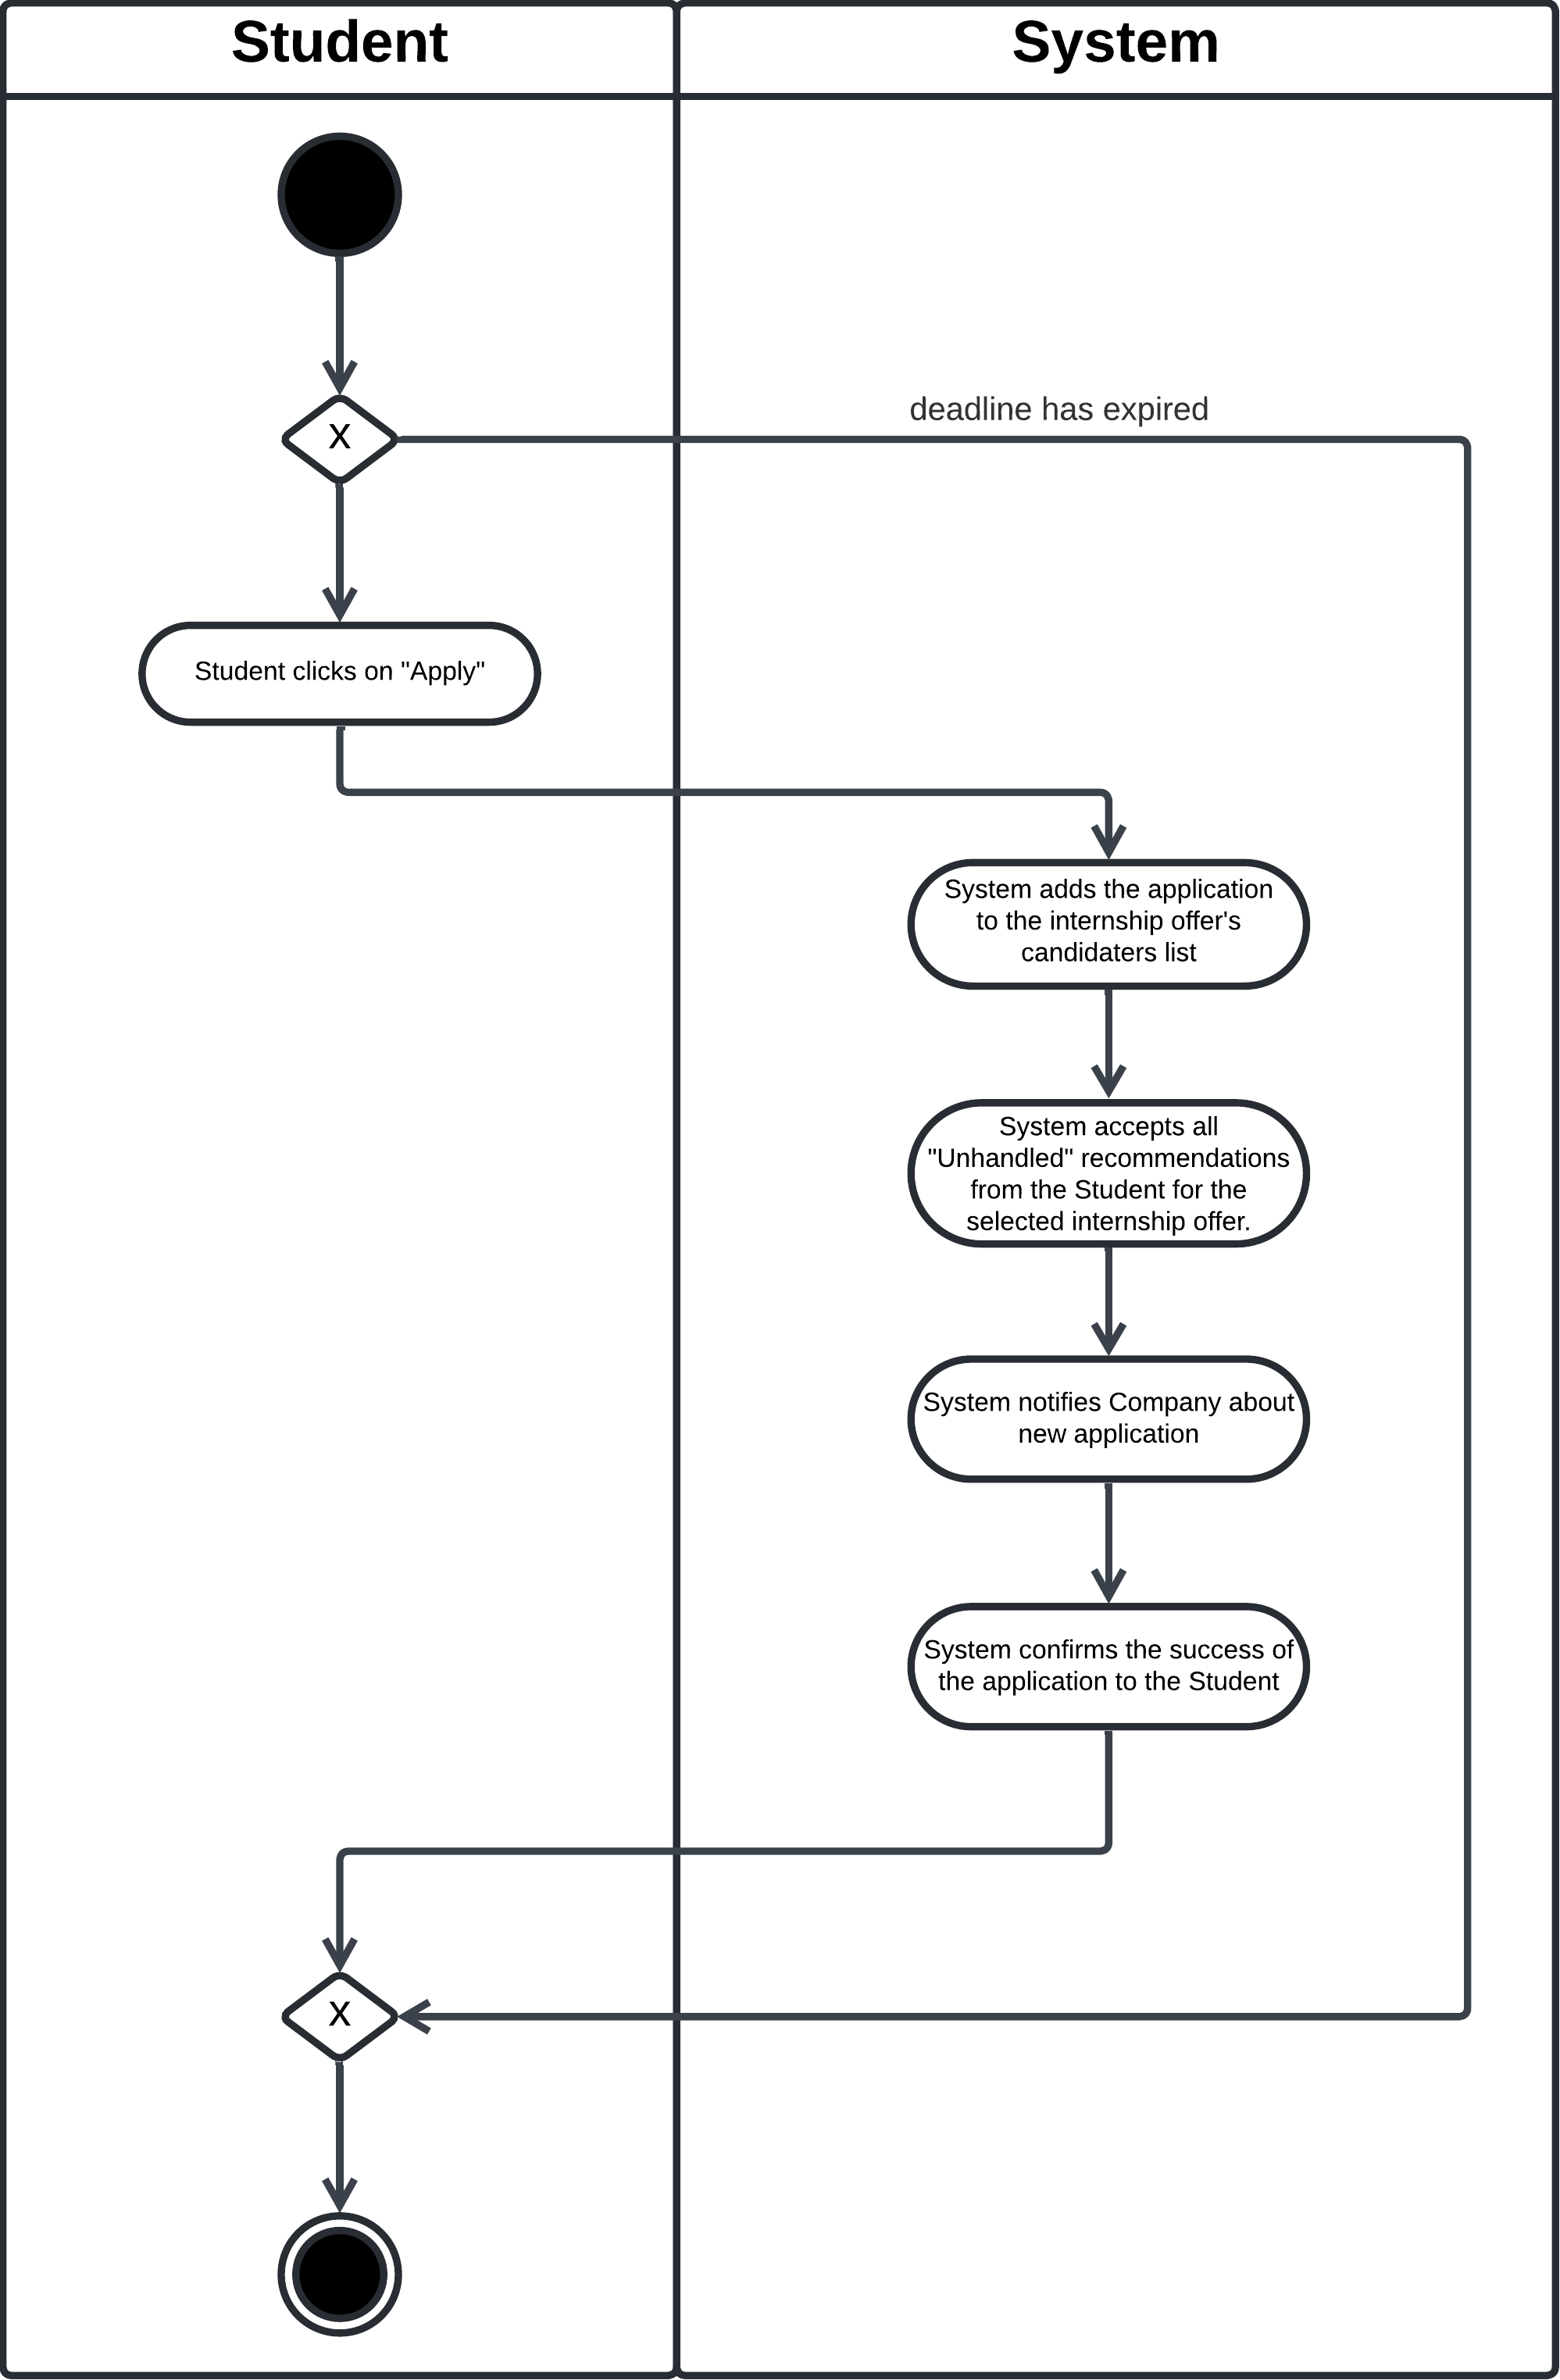 Student
System
deadline has expired
X
Student clicks on "Apply"
System adds the application
to the internship offer's
candidaters list
System accepts all
"Unhandled" recommendations
from the Student for the
selected internship offer.
System notifies Company about
new application
System confirms the success of
the application to the Student
X